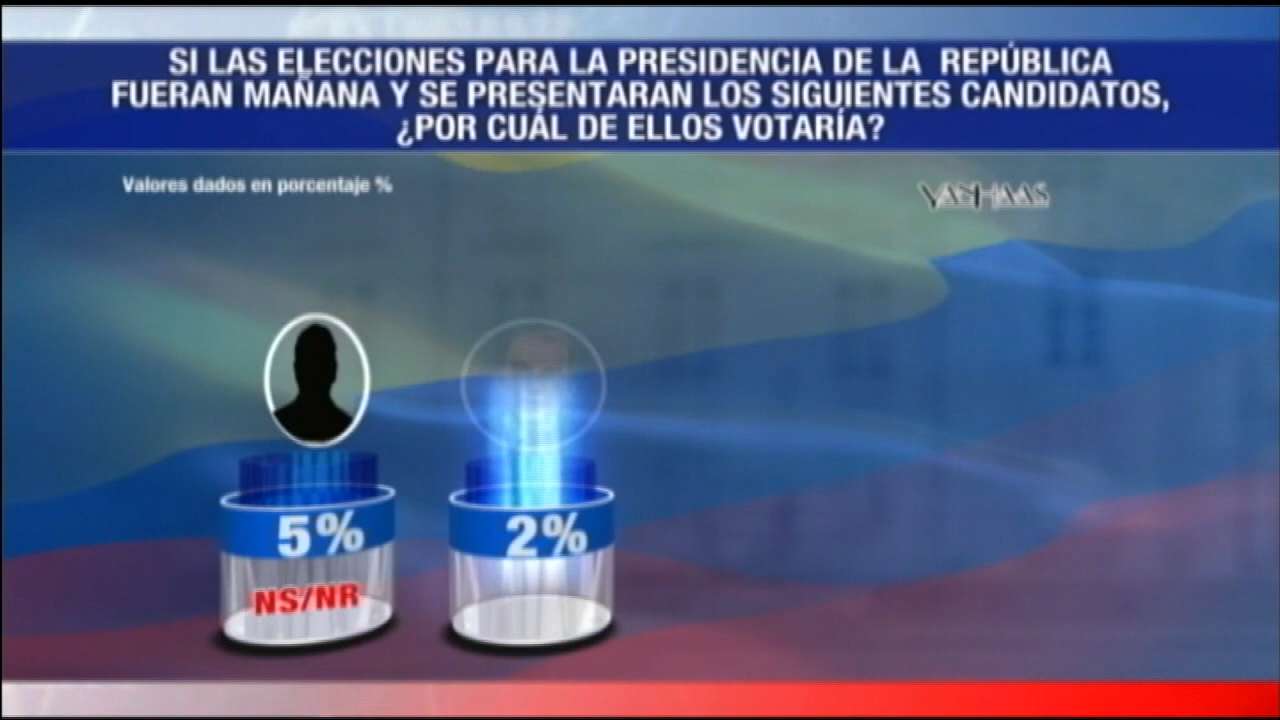 SI LAS ELECCIONES PARA LA PRESIDENCIA DE LA REPÚBLICA
FUERAN MAÑANA Y SE PRESENTARAN LOS SIGUIENTES CANDIDATOS,
¿POR CUÁL DE ELLOS VOTARÍA?
Valores dados en porcentaje %
VANHAAS
5% 2%
NS/NR